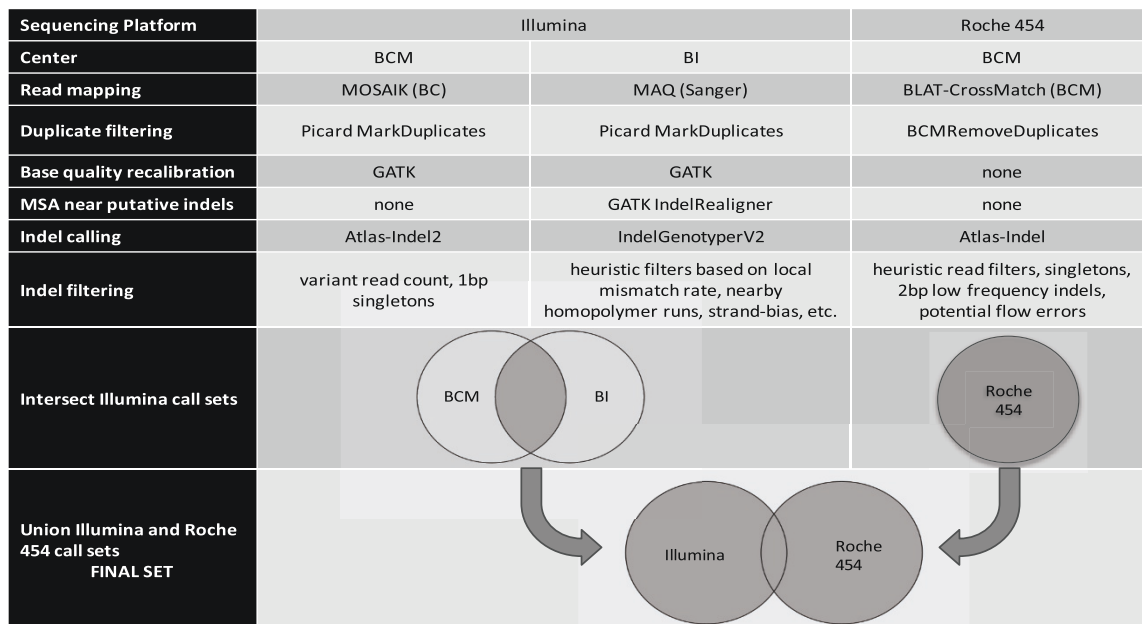 Sequencing Platform Illumina Roche 454
Center BCM BI BCM
Read mapping MOSAIK (BC) MAQ (Sanger) BLAT-CrossMatch (BCM)
Duplicate filtering Picard MarkDuplicates Picard MarkDuplicates BCMRemoveDuplicates
Base quality recalibration GATK GATK none
MSA near putative indels none GATK IndelRealigner none
Indel calling Atlas-Indel2 IndelGenotyperV2 Atlas-Indel
Indel filtering
variant read count, 1bp
singletons
heuristic filters based on local
mismatch rate, nearby
homopolymer runs, strand-bias, etc.
heuristic read filters, singletons,
2bp low frequency indels,
potential flow errors
Intersect Illumina call sets
BCM
BI
Roche
454
Union Illumina and Roche
454 call sets
FINAL SET
Illumina
Roche
454